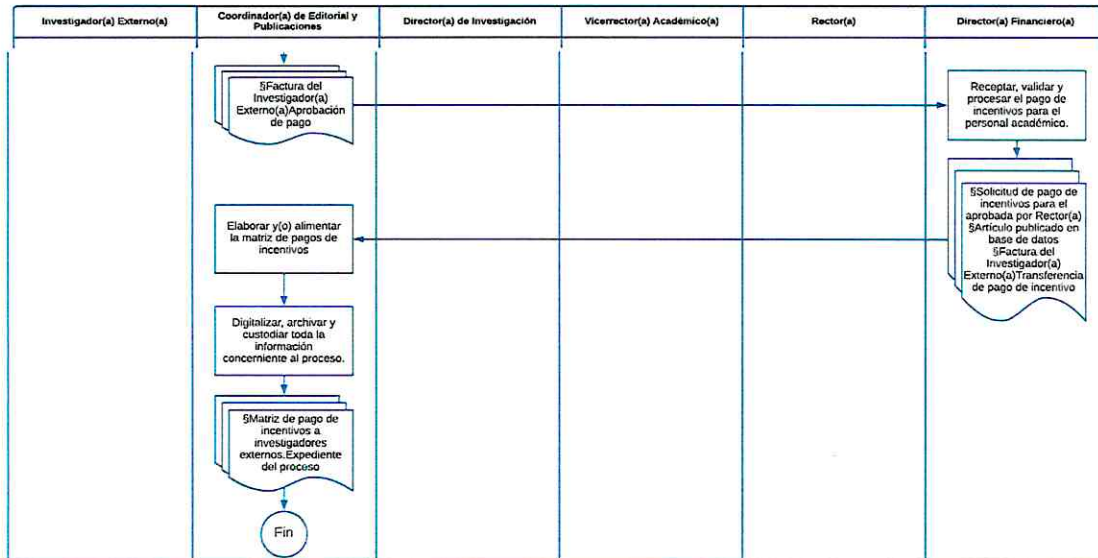 Investigador(a) Externo(a)
Coordinador(a) de Editorial y
Publicaciones
Director(a) de Investigación
Vicerrector(a) Académico(a)
Rector(a)
Director(a) Financiero(a)
§Factura del
Investigador(a)
Externo(a)Aprobación
de pago
Receptar, validar y
procesar el pago de
incentivos para el
personal académico.
§Solicitud de pago de
incentivos para el
aprobada por Rector(a)
§Artículo publicado en
base de datos
§Factura del
Investigador(a)
Externo(a)Transferencia
de pago de incentivo
Elaborar y(o) alimentar
la matriz de pagos de
incentivos
Digitalizar, archivar y
custodiar toda la
información
concerniente al proceso.
§Matriz de pago de
incentivos a
investigadores
externos.Expediente
del proceso
Fin